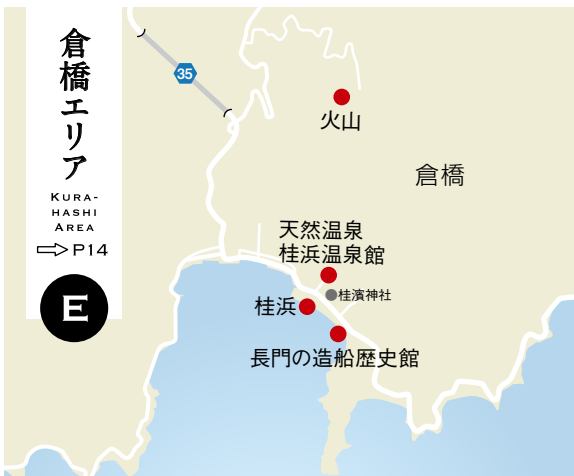 倉橋エリア
KURA-
HASHI
AREA
⇨P14
E
35
火山
倉橋
天然温泉
桂浜温泉館
桂濱神社
桂浜
長門の造船歴史館